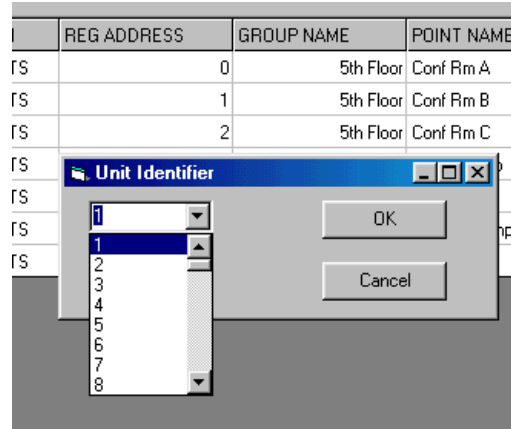 REG ADDRESS GROUP NAME POINT NAME
TS 0 5th Floor Conf Rm A
TS 1 5th Floor Conf Rm B
TS 2 5th Floor Conf Rm C
TS
Unit Identifier
TS
1 OK
TS
1
TS
2
3 Cancel
4
5
6
7
8